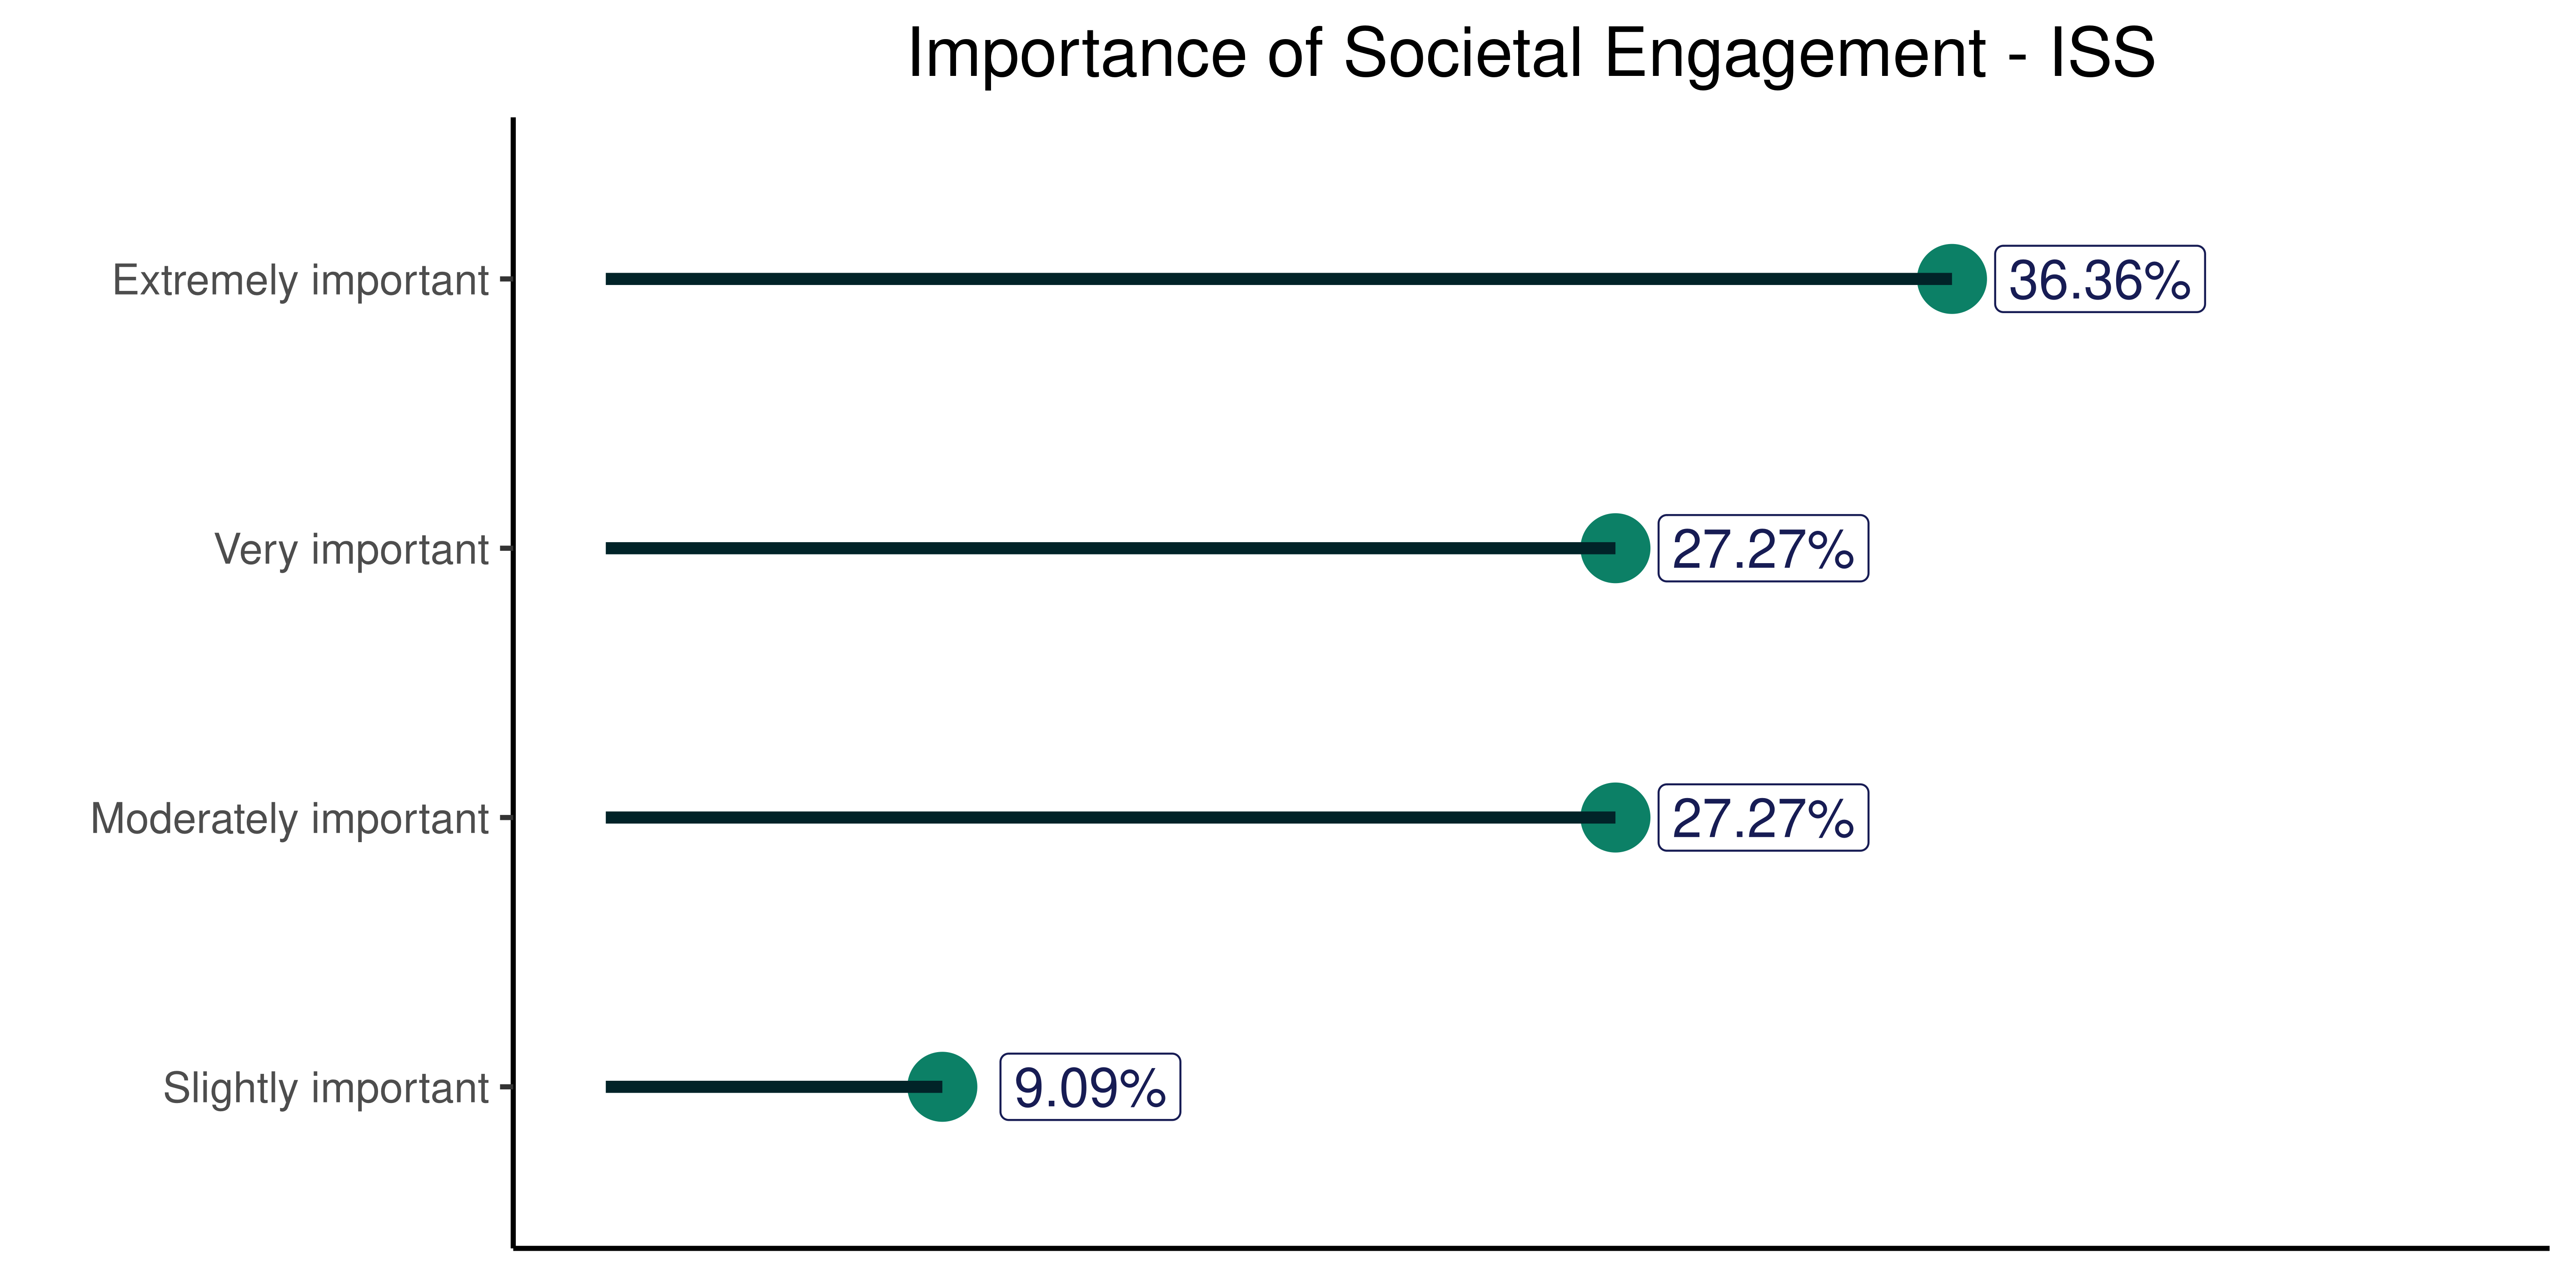 Importance of Societal Engagement - ISS
Extremely important
36.36%
Very important
27.27%
Moderately important
27.27%
Slightly important
9.09%